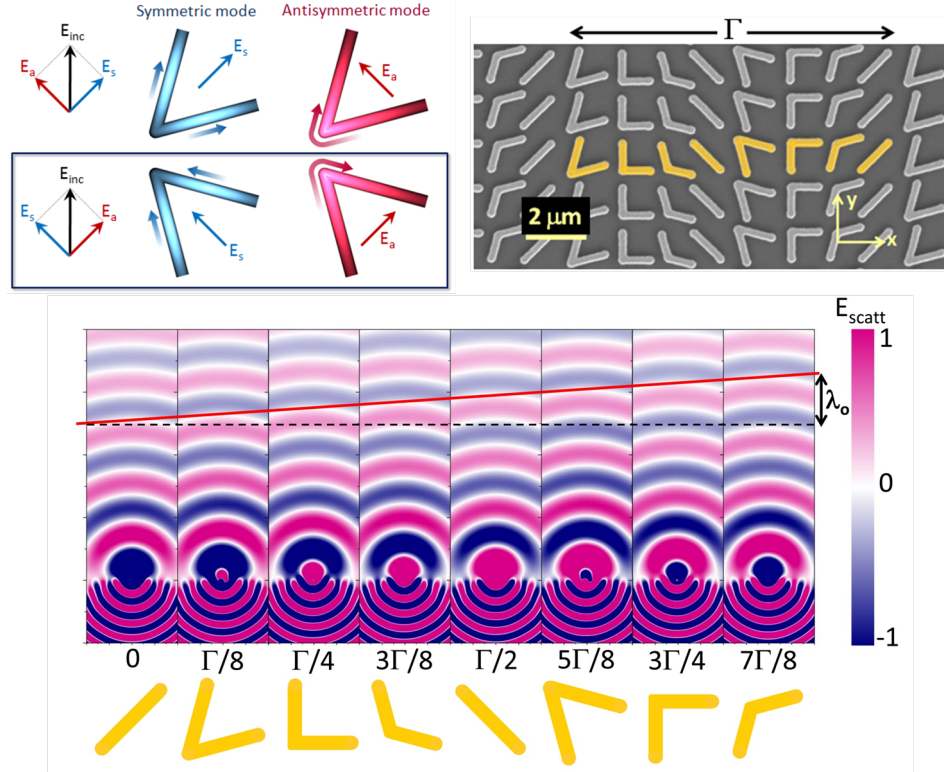 Symmetric mode Antisymmetric mode
E_inc E_a E_s E_s E_a
E_inc E_s E_a E_s E_a
Γ
2 μm
y
x
E_scatt
1
0
-1
λ_o
0 Γ/8 Γ/4 3Γ/8 Γ/2 5Γ/8 3Γ/4 7Γ/8